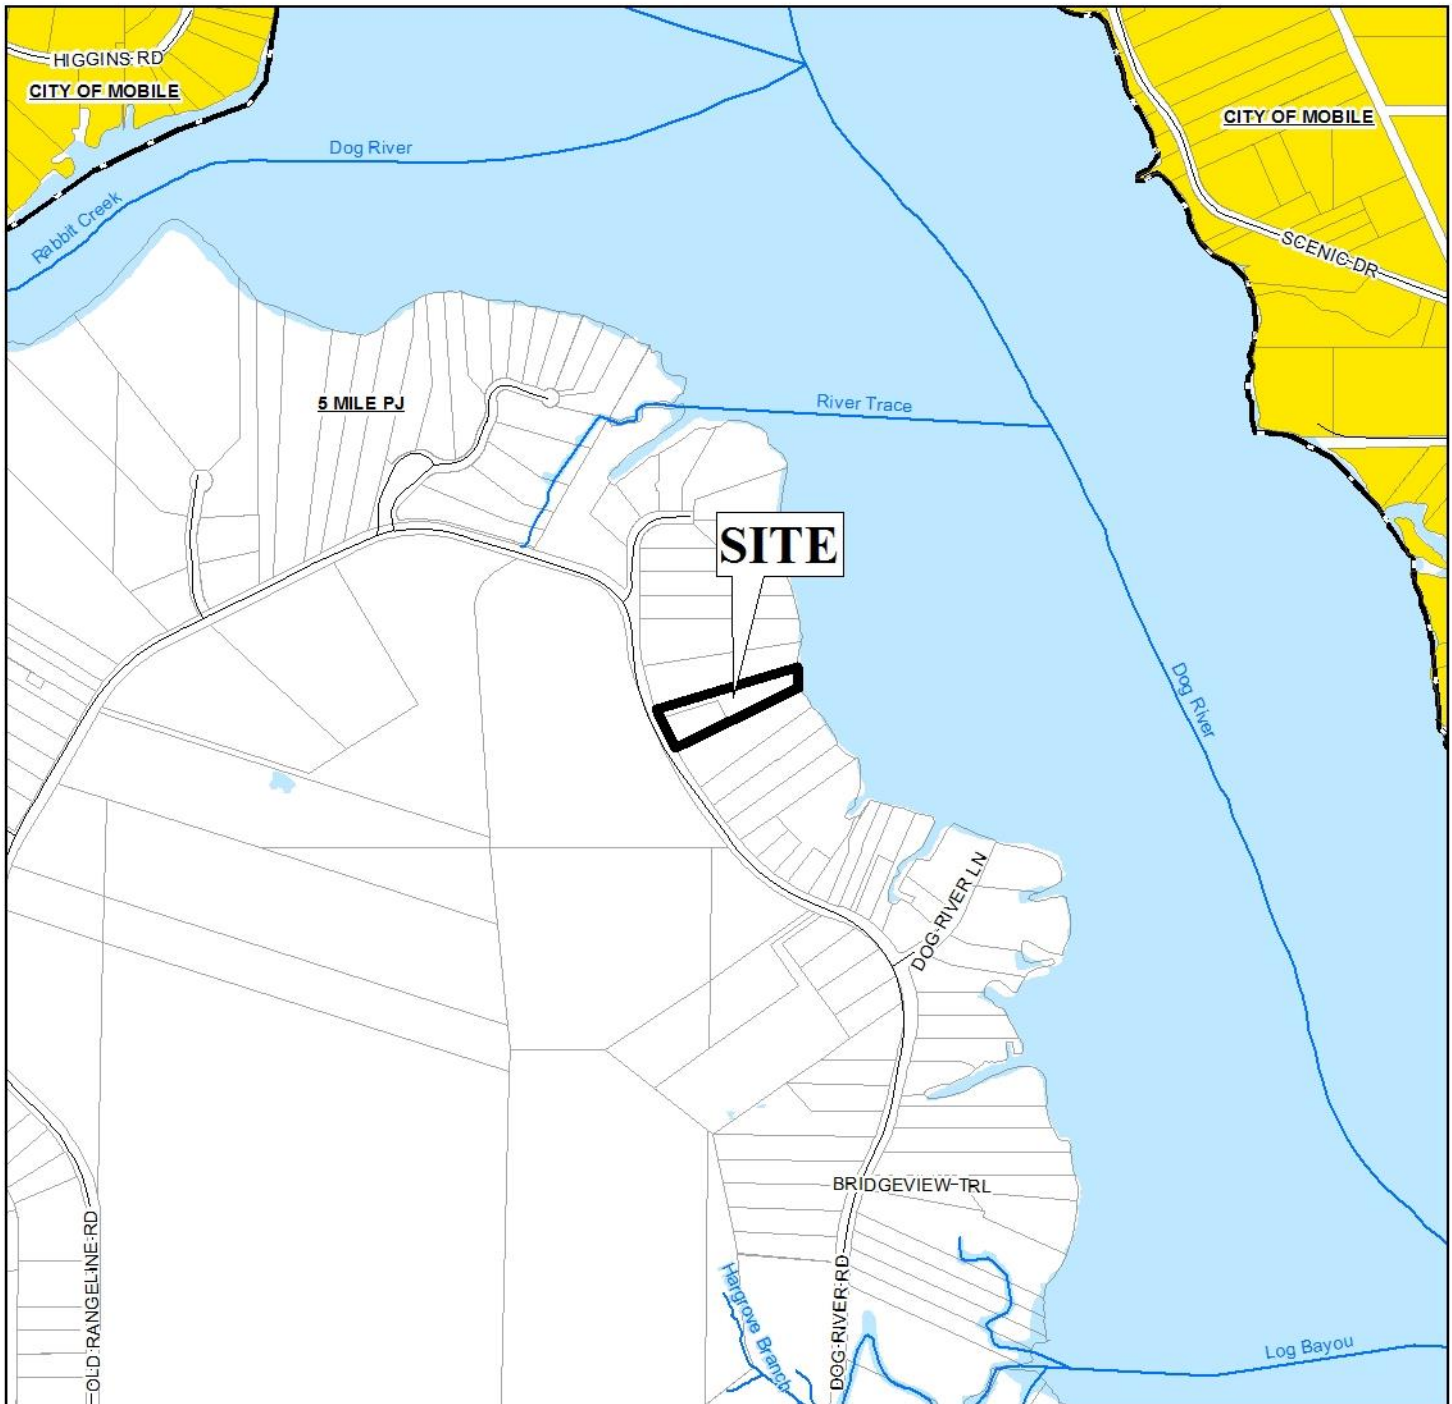 HIGGINS RD
CITY OF MOBILE
CITY OF MOBILE
Dog River
Rabbit Creek
SCENIC DR
5 MILE PJ
River Trace
SITE
Dog River
DOG RIVER LN
BRIDGEVIEW TRL
OLD RANGELINE RD
Hargrove Branch
DOG RIVER RD
Log Bayou